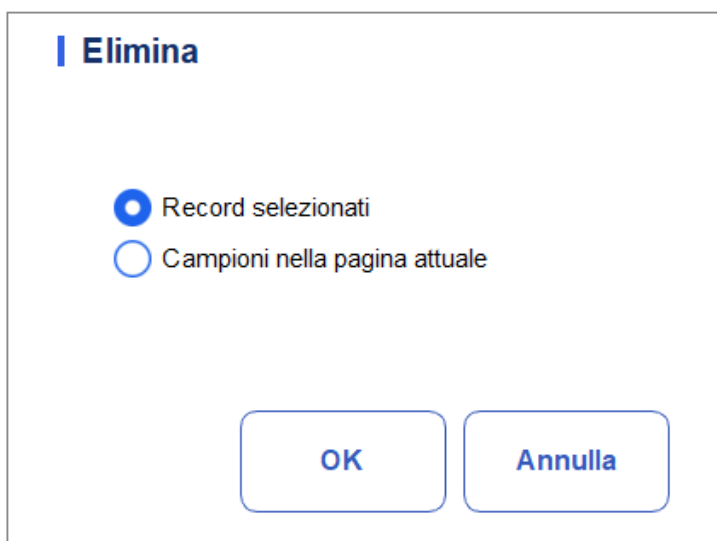 Elimina
Record selezionati
Campioni nella pagina attuale
OK
Annulla